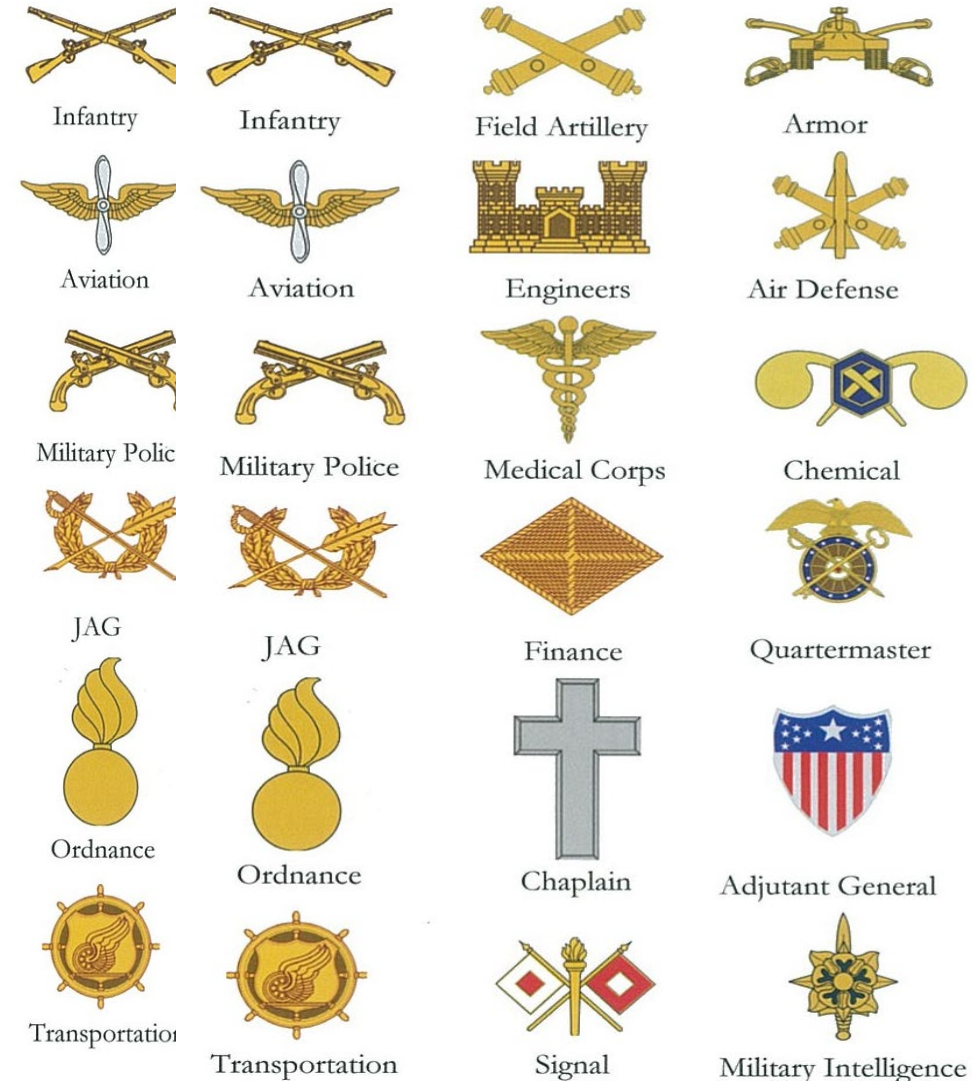 Infantry
Infantry
Field Artillery
Armor
Aviation
Aviation
Engineers
Air Defense
Military Polic
Military Police
Medical Corps
Chemical
JAG
JAG
Finance
Quartermaster
Ordnance
Ordnance
Chaplain
Adjutant General
Transportation
Transportation
Signal
Military Intelligence